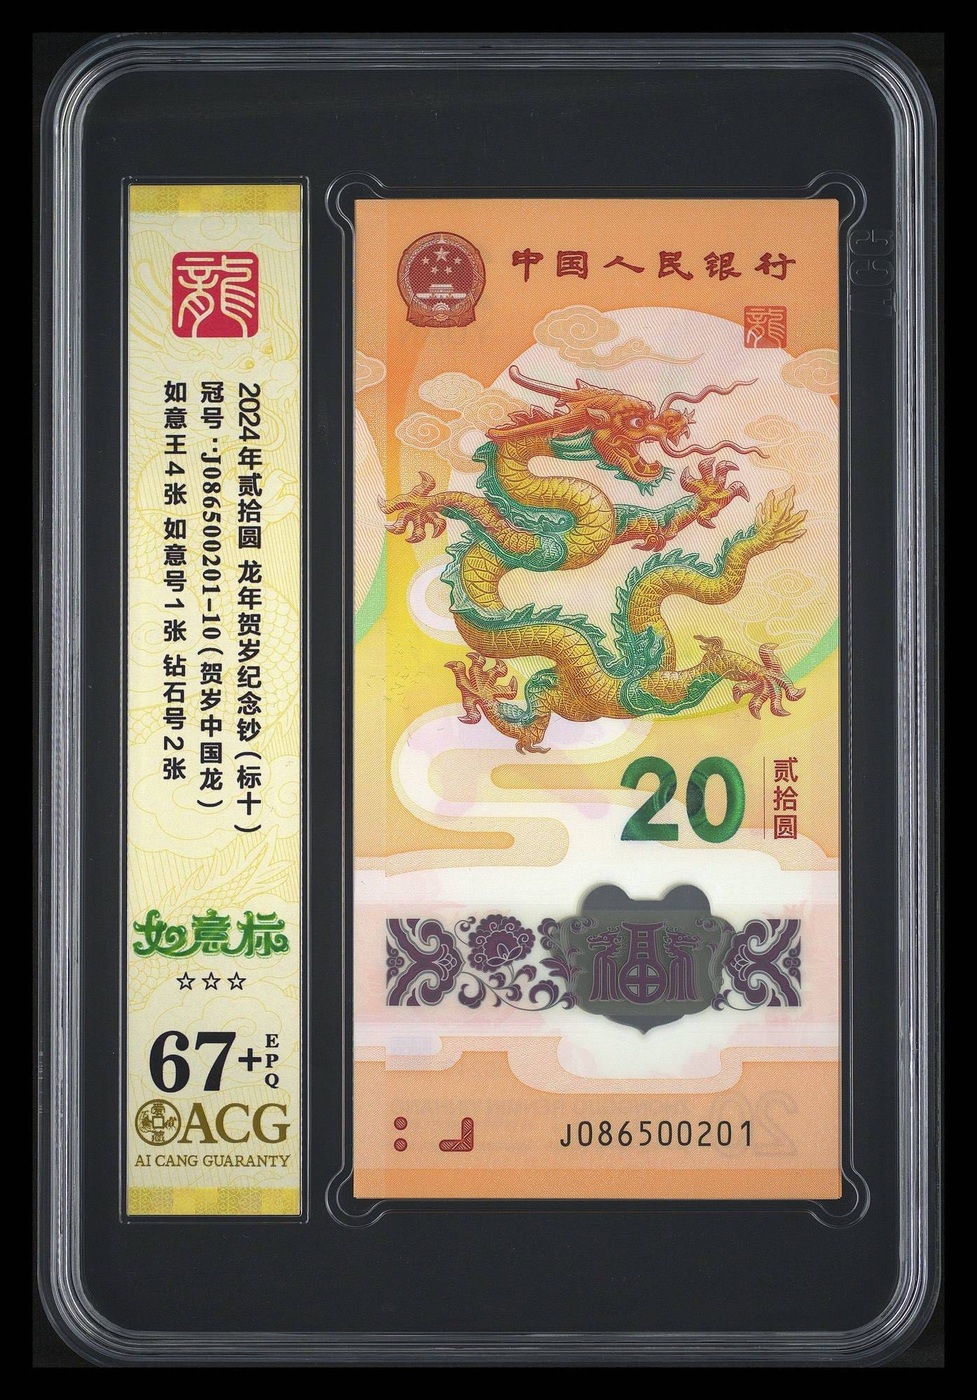 龍
2024年贰拾圆 龙年贺岁纪念钞(标十)
冠号:J086500201-10(贺岁中国龙)
如意王4张 如意号1张 钻石号2张
如意标
☆☆☆
67+EPQ
ACG
AI CANG GUARANTY
中国人民银行
龍
20
贰拾圆
福
J086500201